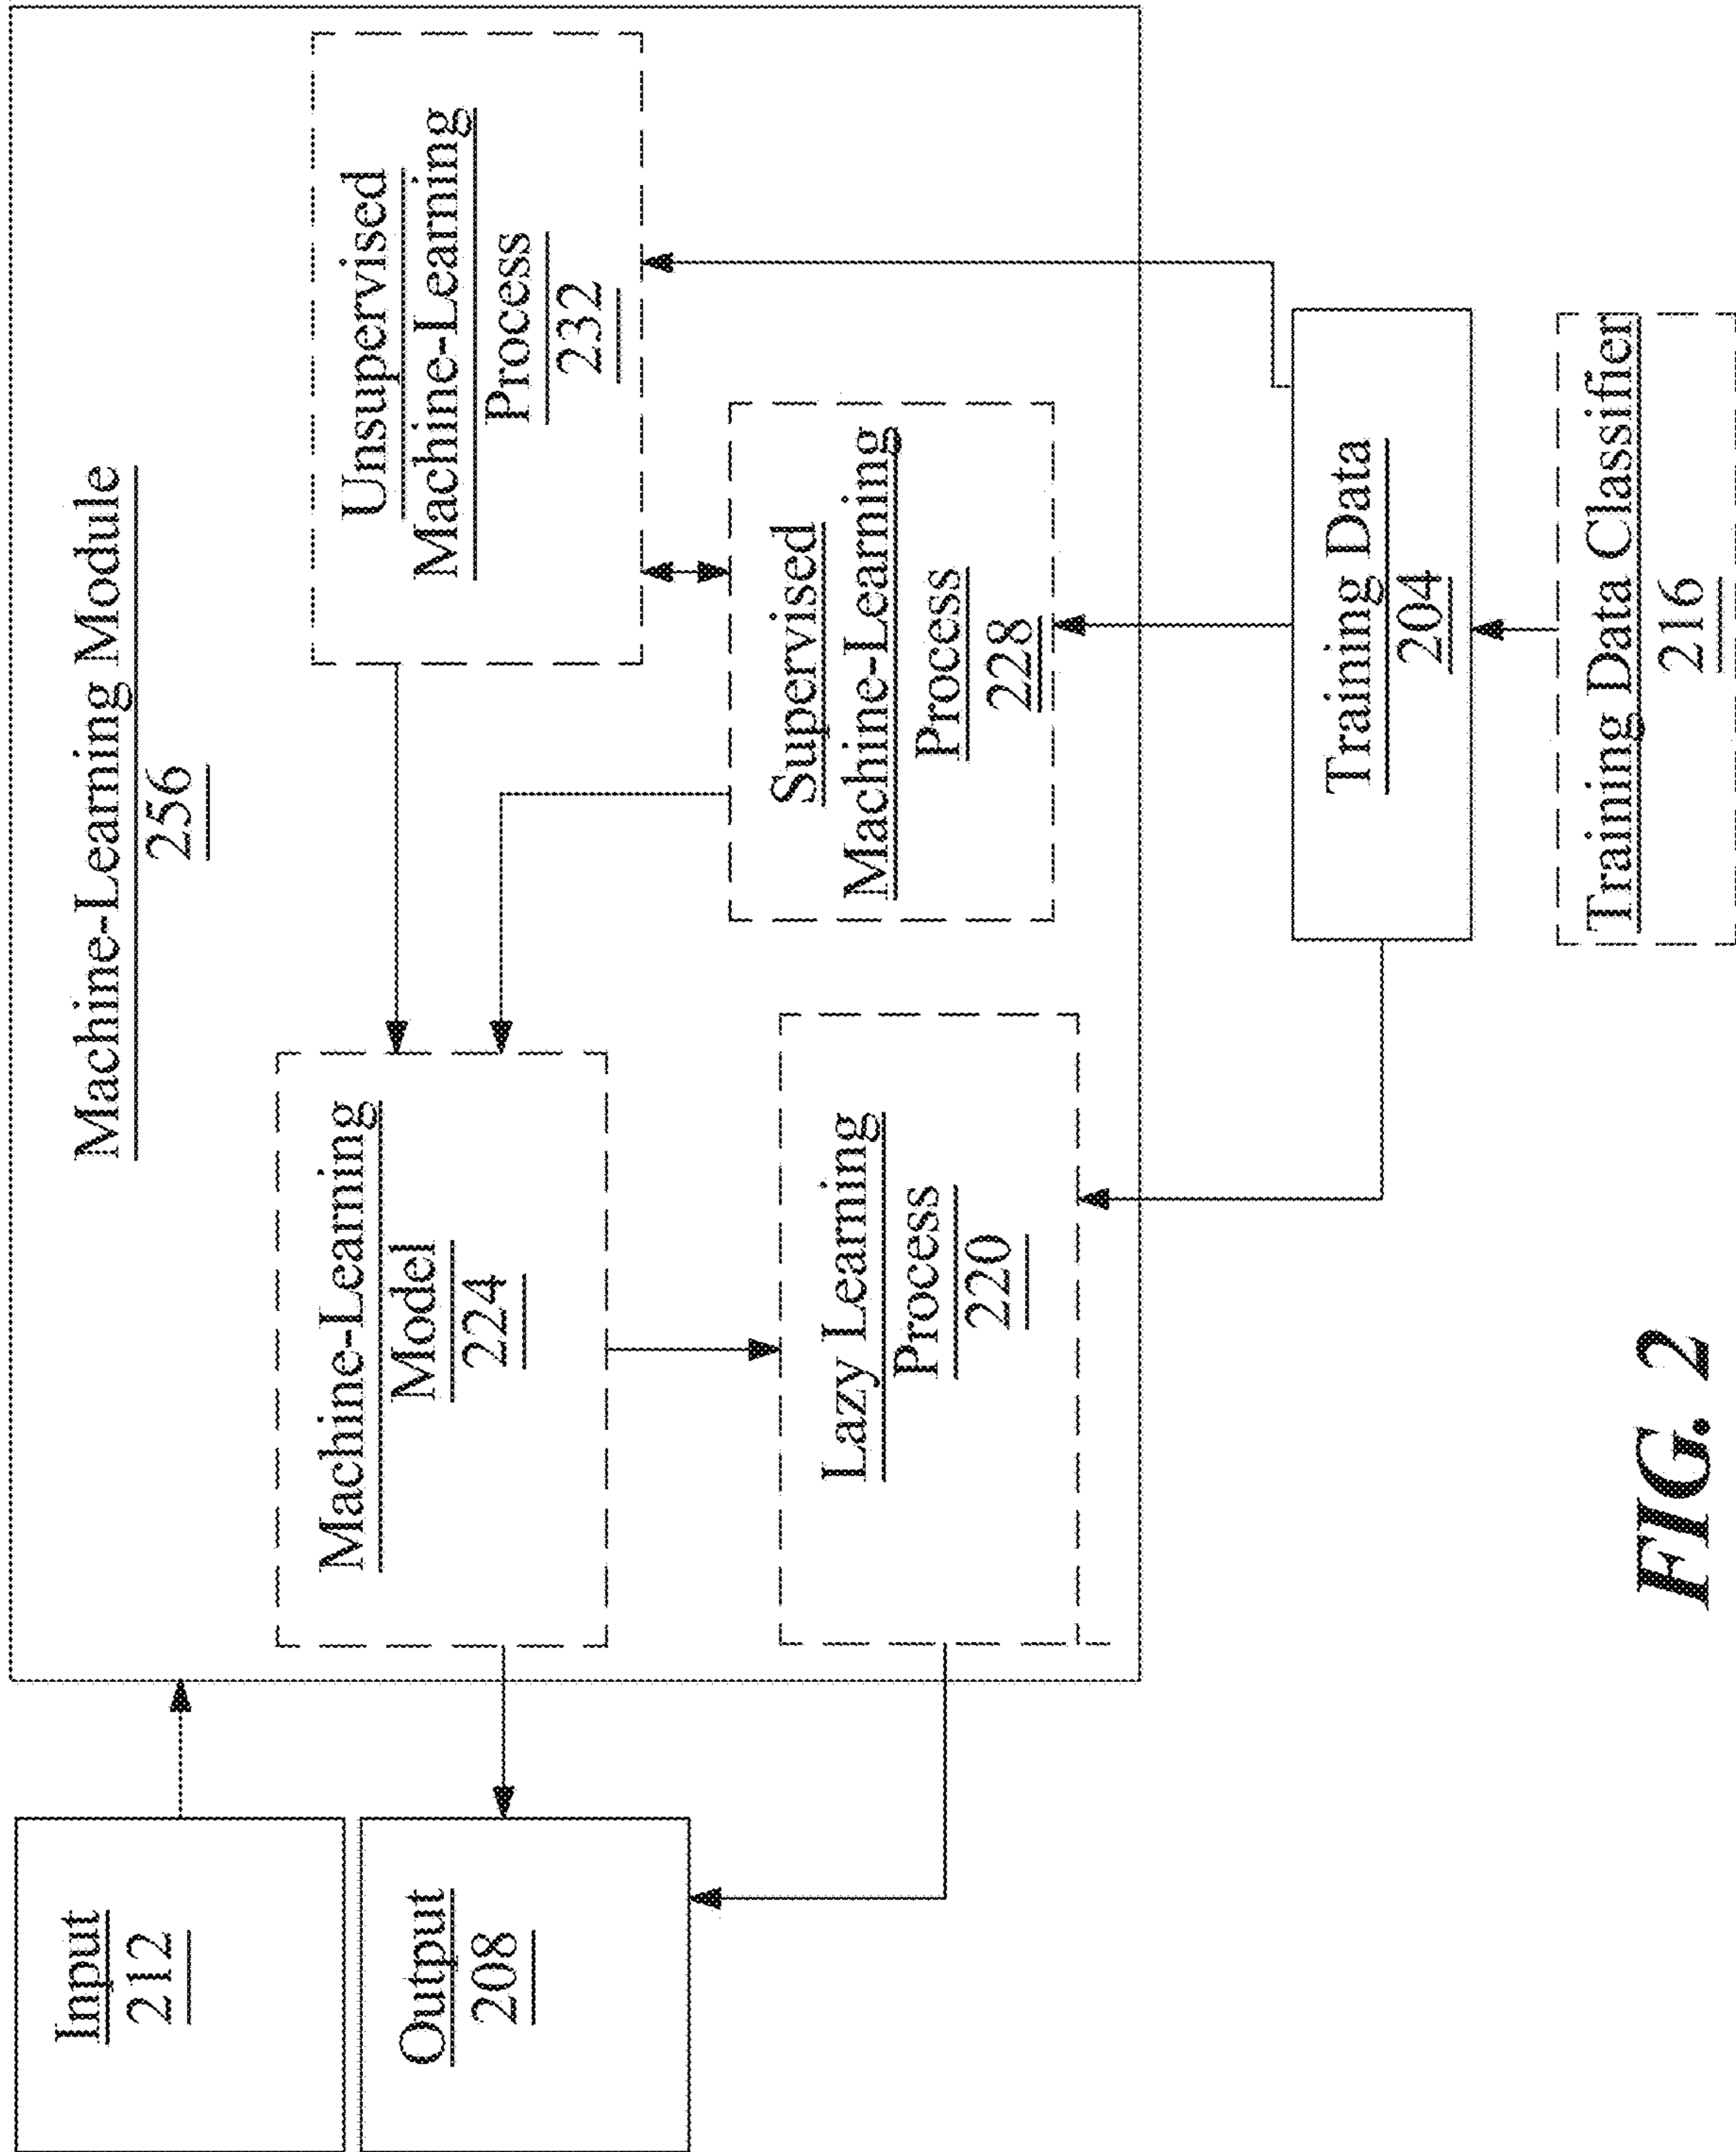 Machine-Learning Module
256
Input
212
Output
208
Machine-Learning
Model
224
Unsupervised
Machine-Learning
Process
232
Lazy Learning
Process
220
Supervised
Machine-Learning
Process
228
Training Data
204
Training Data Classifier
216
FIG. 2